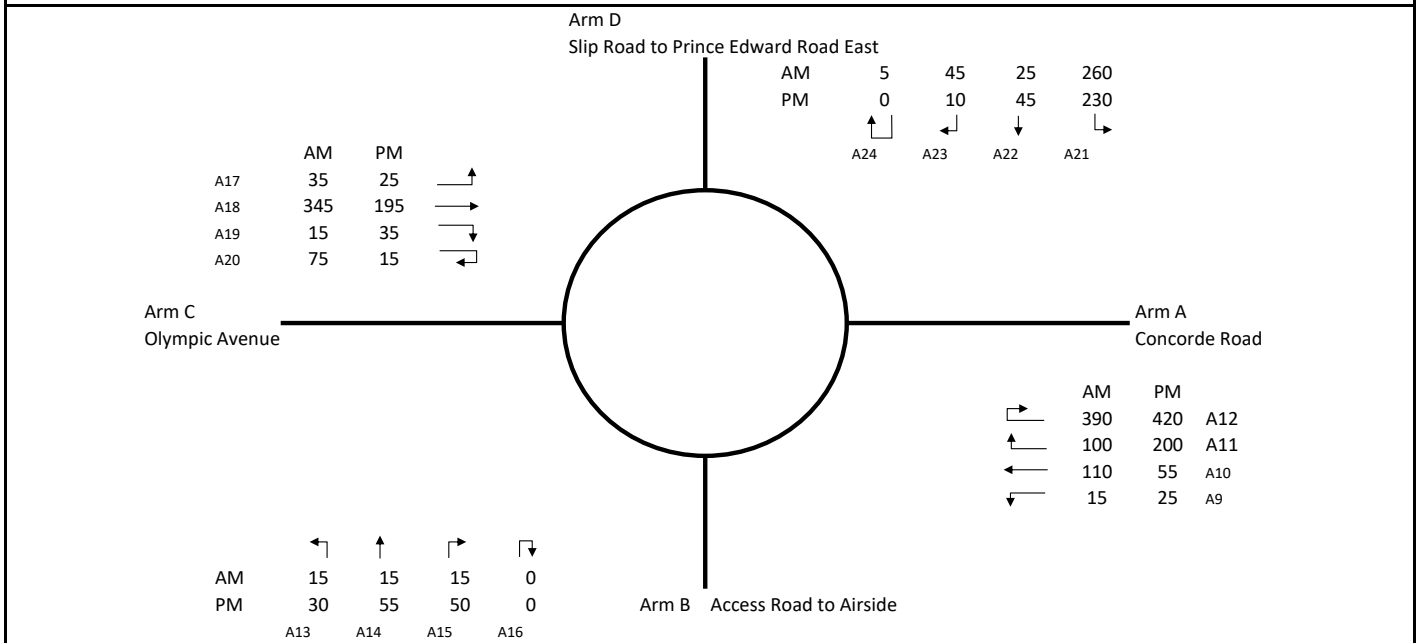 Arm D
Slip Road to Prince Edward Road East
AM 5 45 25 260
PM 0 10 45 230
A24 A23 A22 A21
AM PM
A17 35 25
A18 345 195
A19 15 35
A20 75 15
Arm C
Olympic Avenue
Arm A
Concorde Road
AM PM
390 420 A12
100 200 A11
110 55 A10
15 25 A9
AM 15 15 15 0
PM 30 55 50 0
A13 A14 A15 A16
Arm B Access Road to Airside